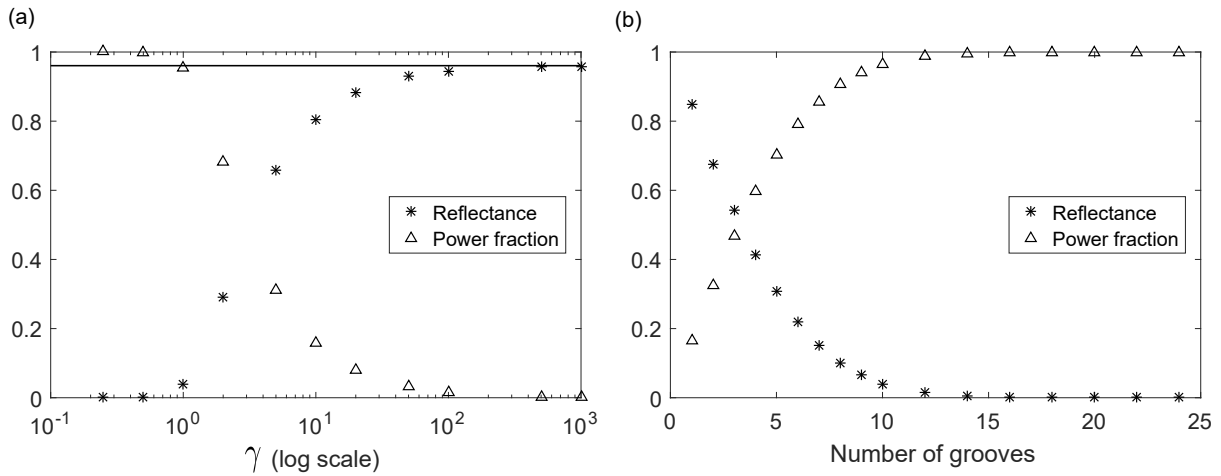 (a)
1
0.8
0.6
0.4
0.2
0
Reflectance
Power fraction
10^-1 10^0 10^1 10^2 10^3
γ (log scale)
(b)
1
0.8
0.6
0.4
0.2
0
Reflectance
Power fraction
0 5 10 15 20 25
Number of grooves